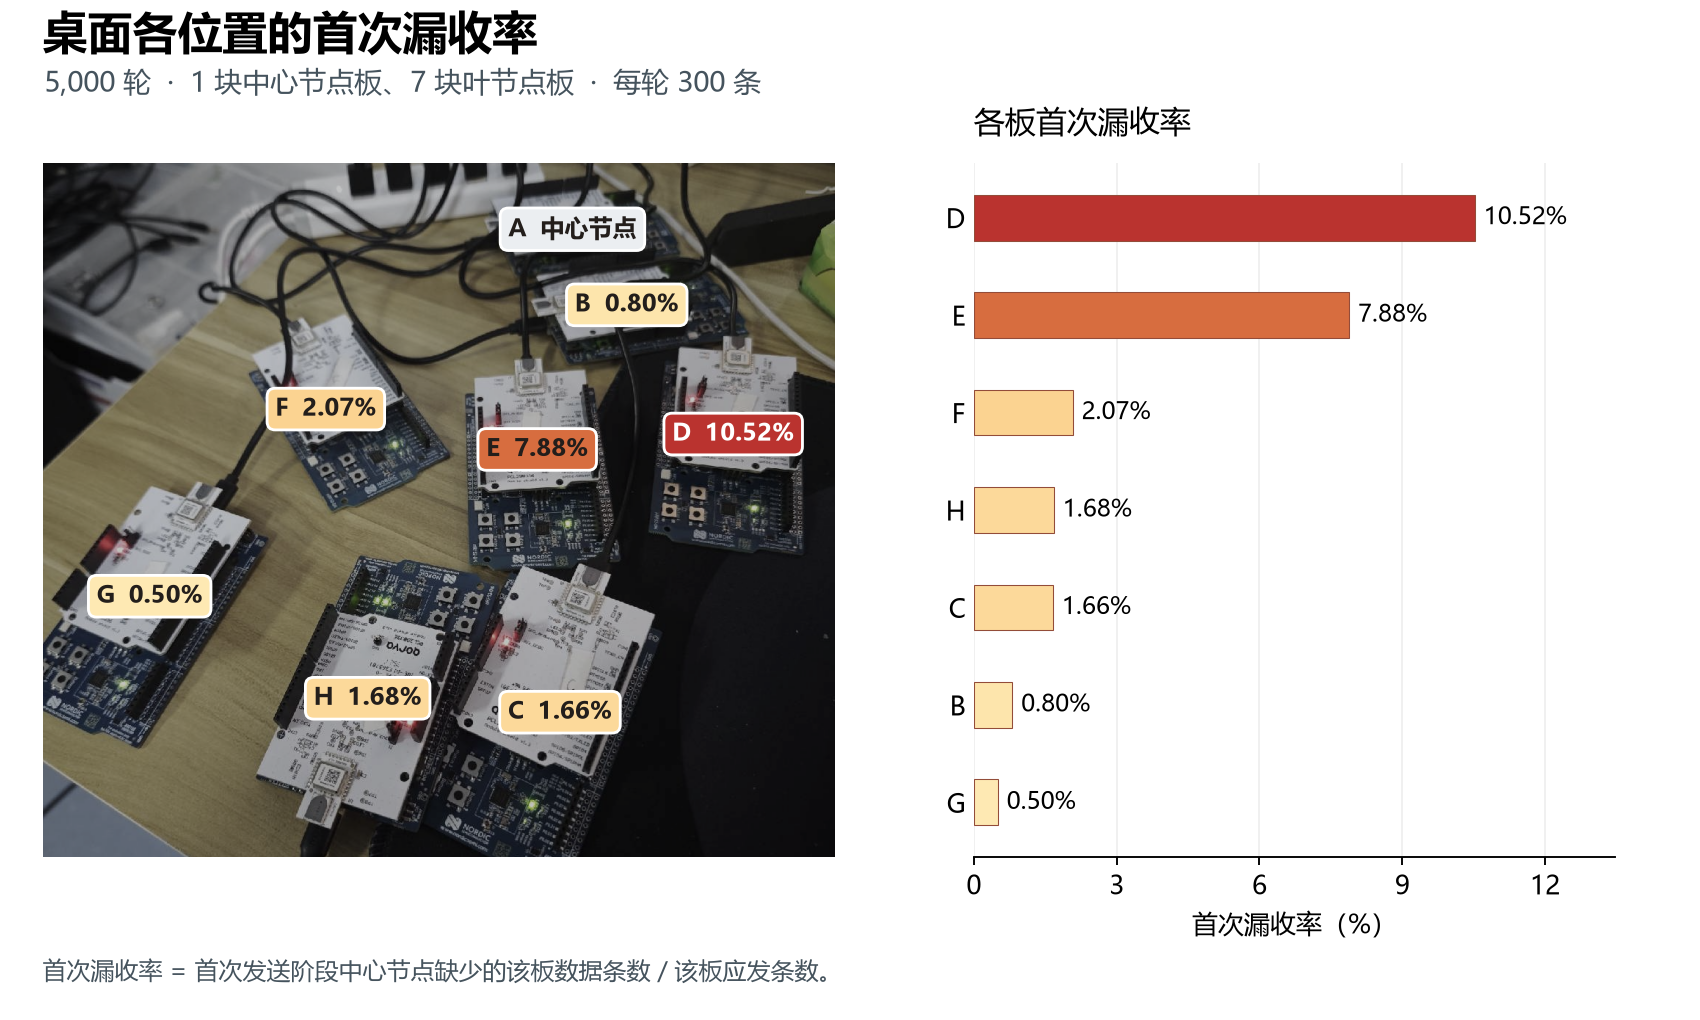 桌面各位置的首次漏收率
5,000 轮 · 1 块中心节点板、7 块叶节点板 · 每轮 300 条
各板首次漏收率
A 中心节点
B 0.80%
F 2.07%
E 7.88%
D 10.52%
G 0.50%
H 1.68%
C 1.66%
NORDIC
NORDIC
Qorvo
NORDIC
D 10.52%
E 7.88%
F 2.07%
H 1.68%
C 1.66%
B 0.80%
G 0.50%
0 3 6 9 12
首次漏收率（%）
首次漏收率 = 首次发送阶段中心节点缺少的该板数据条数 / 该板应发条数。